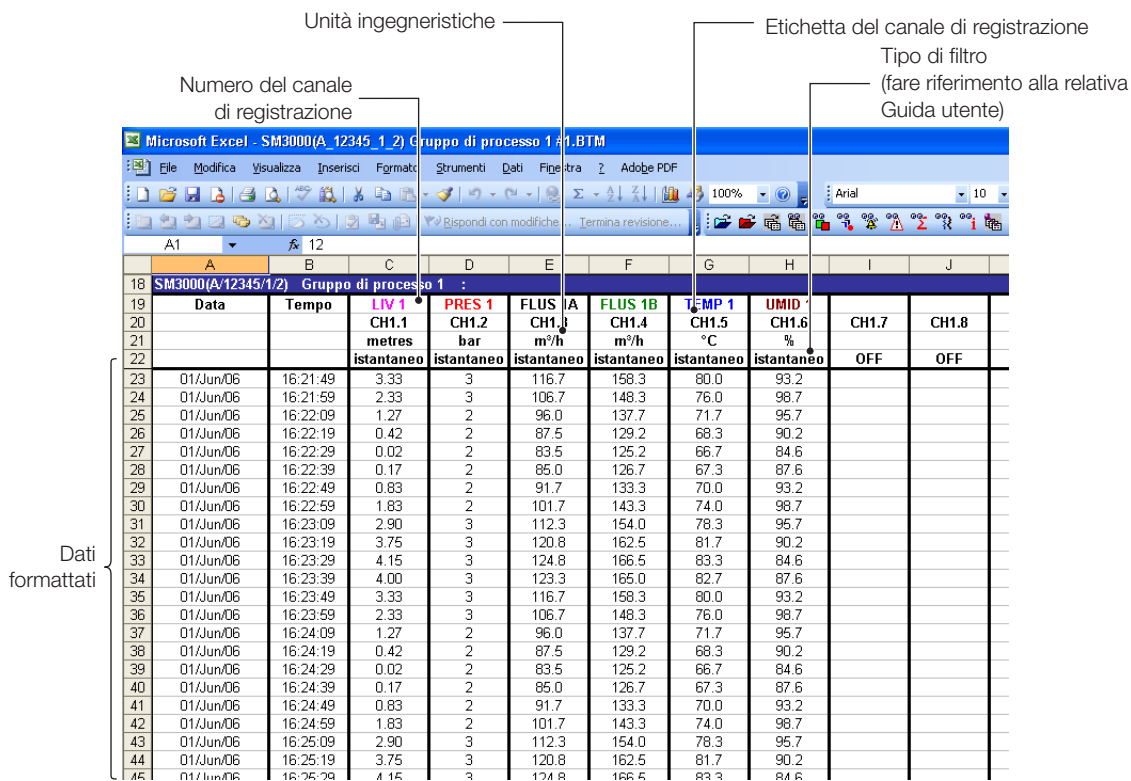 Unità ingegneristiche
Etichetta del canale di registrazione
Tipo di filtro
(fare riferimento alla relativa
Guida utente)
Numero del canale
di registrazione
Microsoft Excel - SM3000(A_12345_1_2) Gruppo di processo 1 #1.BTM
File Modifica Visualizza Inserisci Formato Strumenti Dati Finestra ? Adobe PDF
100% Arial 10
Rispondi con modifiche... Termina revisione...
A1 fx 12
A B C D E F G H I J
18 SM3000(A/12345/1/2) Gruppo di processo 1 :
19 Data Tempo LIV 1 PRES 1 FLUS 1A FLUS 1B TEMP 1 UMID 1
20 CH1.1 CH1.2 CH1.3 CH1.4 CH1.5 CH1.6 CH1.7 CH1.8
21 metres bar m³/h m³/h °C %
22 istantaneo istantaneo istantaneo istantaneo istantaneo istantaneo OFF OFF
23 01/Jun/06 16:21:49 3.33 3 116.7 158.3 80.0 93.2
24 01/Jun/06 16:21:59 2.33 3 106.7 148.3 76.0 98.7
25 01/Jun/06 16:22:09 1.27 2 96.0 137.7 71.7 95.7
26 01/Jun/06 16:22:19 0.42 2 87.5 129.2 68.3 90.2
27 01/Jun/06 16:22:29 0.02 2 83.5 125.2 66.7 84.6
28 01/Jun/06 16:22:39 0.17 2 85.0 126.7 67.3 87.6
29 01/Jun/06 16:22:49 0.83 2 91.7 133.3 70.0 93.2
30 01/Jun/06 16:22:59 1.83 2 101.7 143.3 74.0 98.7
31 01/Jun/06 16:23:09 2.90 3 112.3 154.0 78.3 95.7
32 01/Jun/06 16:23:19 3.75 3 120.8 162.5 81.7 90.2
33 01/Jun/06 16:23:29 4.15 3 124.8 166.5 83.3 84.6
34 01/Jun/06 16:23:39 4.00 3 123.3 165.0 82.7 87.6
35 01/Jun/06 16:23:49 3.33 3 116.7 158.3 80.0 93.2
36 01/Jun/06 16:23:59 2.33 3 106.7 148.3 76.0 98.7
37 01/Jun/06 16:24:09 1.27 2 96.0 137.7 71.7 95.7
38 01/Jun/06 16:24:19 0.42 2 87.5 129.2 68.3 90.2
39 01/Jun/06 16:24:29 0.02 2 83.5 125.2 66.7 84.6
40 01/Jun/06 16:24:39 0.17 2 85.0 126.7 67.3 87.6
41 01/Jun/06 16:24:49 0.83 2 91.7 133.3 70.0 93.2
42 01/Jun/06 16:24:59 1.83 2 101.7 143.3 74.0 98.7
43 01/Jun/06 16:25:09 2.90 3 112.3 154.0 78.3 95.7
44 01/Jun/06 16:25:19 3.75 3 120.8 162.5 81.7 90.2
45 01/Jun/06 16:25:29 4.15 3 124.8 166.5 83.3 84.6
Dati
formattati